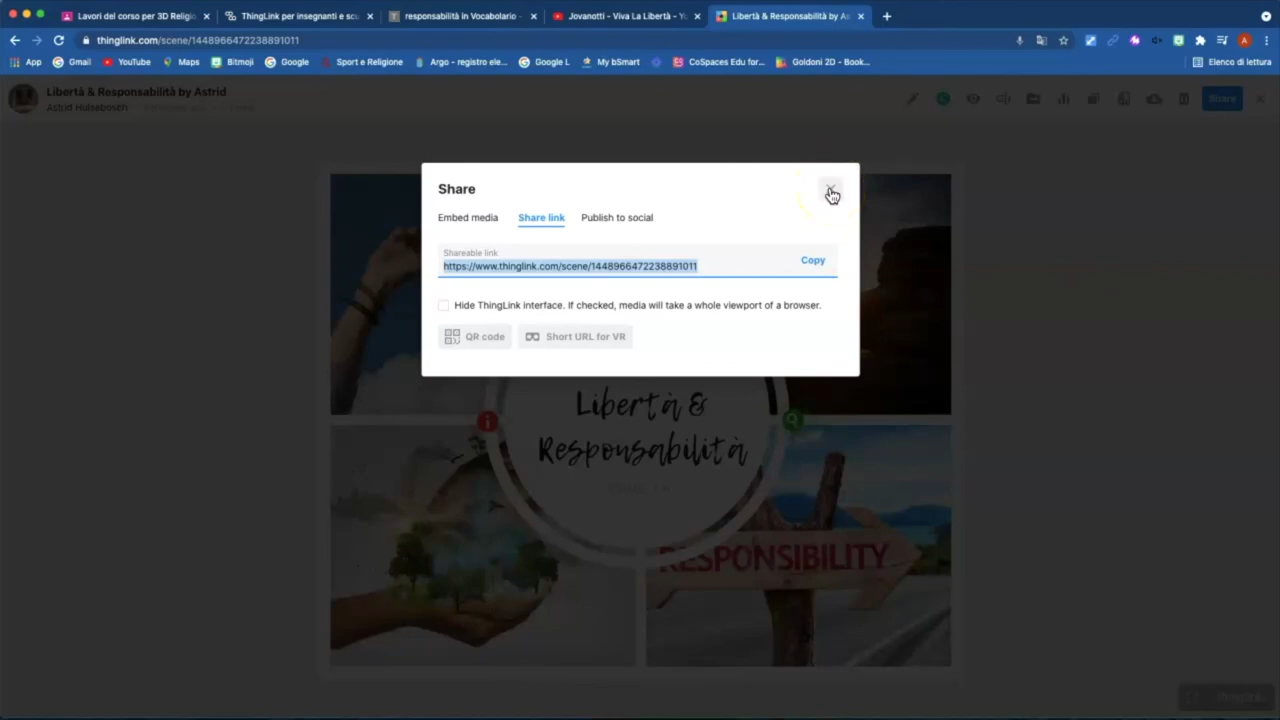 Lavori del corso per 3D Religio
ThingLink per insegnanti e scu
responsabilità in Vocabolario -
Jovanotti - Viva La Libertà - Yo
Libertà & Responsabilità by As
thinglink.com/scene/1448966472238891011
App
Gmail
YouTube
Maps
Bitmoji
Google
Sport e Religione
Argo - registro ele...
Google L
My bSmart
CoSpaces Edu for...
Goldoni 2D - Book...
Elenco di lettura
Libertà & Responsabilità by Astrid
Astrid Hulsebosch
Share
Share
Embed media
Share link
Publish to social
Shareable link
https://www.thinglink.com/scene/1448966472238891011
Copy
Hide ThingLink interface. If checked, media will take a whole viewport of a browser.
QR code
Short URL for VR
Libertà &
Responsabilità
RESPONSIBILITY